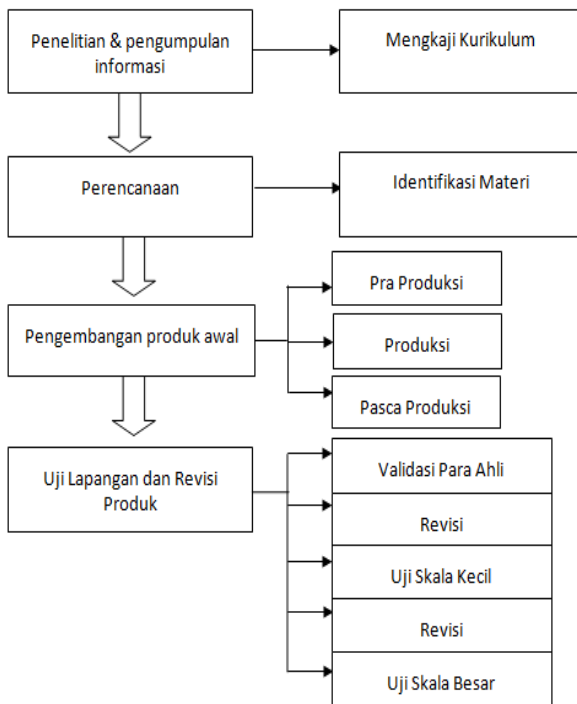 Penelitian & pengumpulan
informasi
Mengkaji Kurikulum
Perencanaan
Identifikasi Materi
Pengembangan produk awal
Pra Produksi
Produksi
Pasca Produksi
Uji Lapangan dan Revisi
Produk
Validasi Para Ahli
Revisi
Uji Skala Kecil
Revisi
Uji Skala Besar